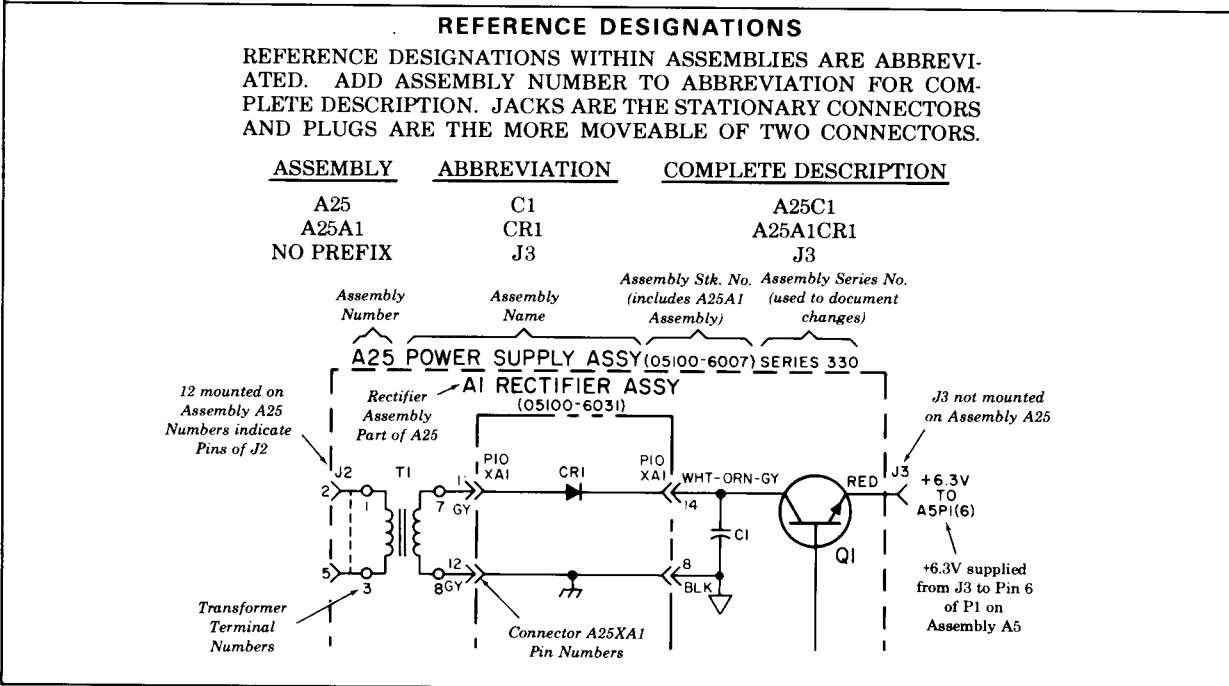 REFERENCE DESIGNATIONS
REFERENCE DESIGNATIONS WITHIN ASSEMBLIES ARE ABBREVI-
ATED. ADD ASSEMBLY NUMBER TO ABBREVIATION FOR COM-
PLETE DESCRIPTION. JACKS ARE THE STATIONARY CONNECTORS
AND PLUGS ARE THE MORE MOVEABLE OF TWO CONNECTORS.
ASSEMBLY ABBREVIATION COMPLETE DESCRIPTION
A25 C1 A25C1
A25A1 CR1 A25A1CR1
NO PREFIX J3 J3
Assembly
Number
Assembly
Name
Assembly Stk. No.
(includes A25A1
Assembly)
Assembly Series No.
(used to document
changes)
A25 POWER SUPPLY ASSY (05100-6007) SERIES 330
A1 RECTIFIER ASSY
(05100-6031)
12 mounted on
Assembly A25
Numbers indicate
Pins of J2
Rectifier
Assembly
Part of A25
J3 not mounted
on Assembly A25
J2
T1
P10
XA1
CR1
P10
XA1
WHT-ORN-GY
RED
J3
2
1
7
11
GY
14
+6.3V
TO
A5P1(6)
C1
Q1
5
3
8
12
GY
8
BLK
+6.3V supplied
from J3 to Pin 6
of P1 on
Assembly A5
Transformer
Terminal
Numbers
Connector A25XA1
Pin Numbers